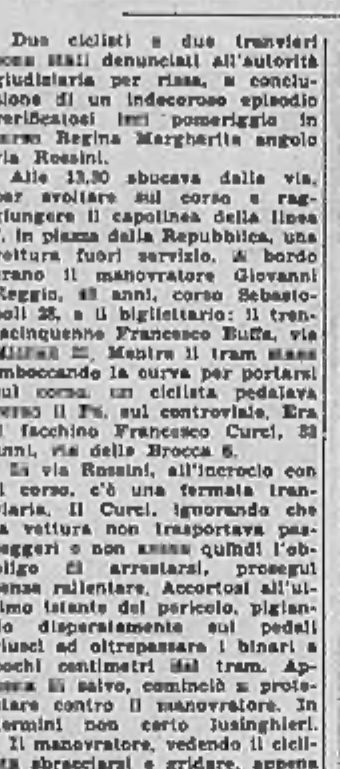 Due ciclisti e due tranvieri
sono stati denunciati all'autorità
giudiziaria per rissa, a conclu-
sione di un indecoroso episodio
verificatosi ieri pomeriggio in
corso Regina Margherita angolo
via Rossini.
Alle 13,30 sbucava dalla via,
per svoltare sul corso e rag-
giungere il capolinea della linea
in piazza della Repubblica, una
vettura fuori servizio. A bordo
erano il manovratore Giovanni
Reggio, anni, corso Sebasto-
poli 28, e il bigliettario: il tren-
tacinquenne Francesco Buffa, via
Mentre il tram stava
imboccando la curva per portarsi
sul corso, un ciclista pedalava
verso il Po, sul controviale. Era
il facchino Francesco Curci, 33
anni, via delle Brocca 6.
In via Rossini, all'incrocio con
il corso, c'è una fermata tran-
viaria. Il Curci, ignorando che
la vettura non trasportava pas-
seggeri e non aveva quindi l'ob-
bligo di arrestarsi, proseguì
senza rallentare. Accortosi all'ul-
timo istante del pericolo, pigian-
do disperatamente sui pedali
riuscì ad oltrepassare i binari a
pochi centimetri dal tram. Ap-
pena in salvo, cominciò a prote-
stare contro il manovratore. In
termini non certo lusinghieri.
Il manovratore, vedendo il cicli-
sta sbracciarsi e gridare, appena